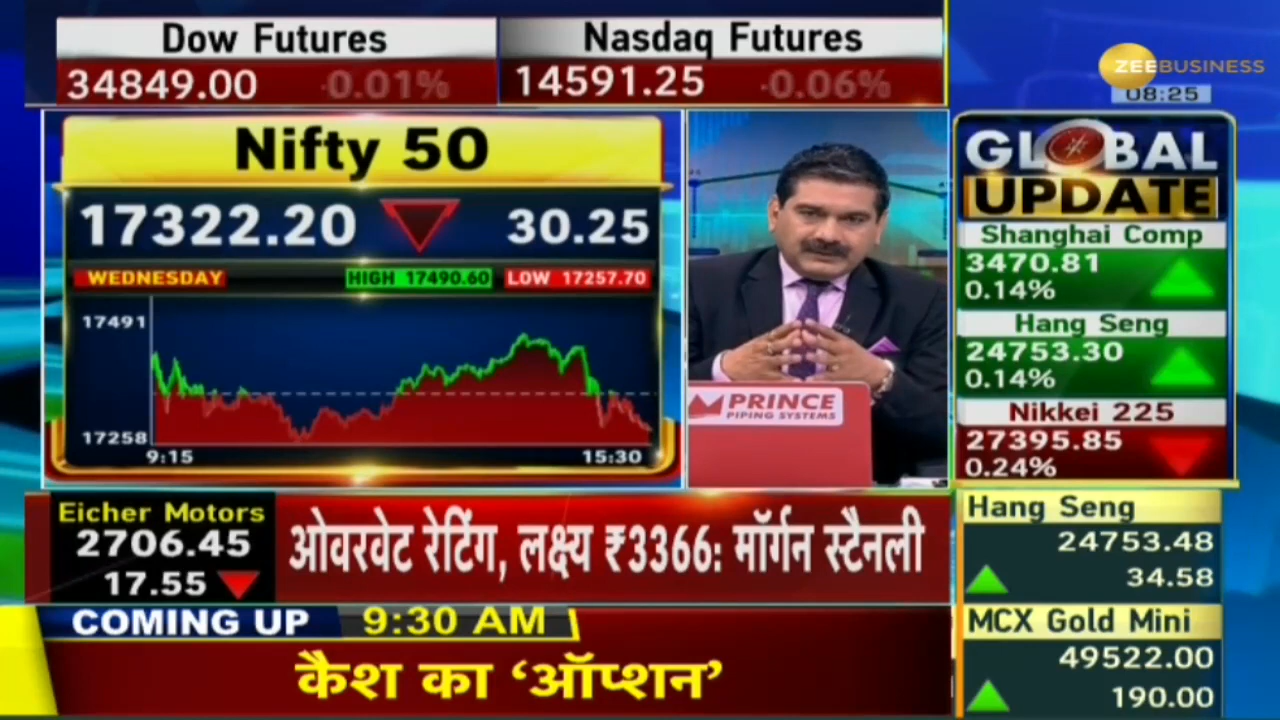 Dow Futures
34849.00 -0.01%
Nasdaq Futures
14591.25 -0.06%
ZEEBUSINESS
08:25
Nifty 50
17322.20 30.25
WEDNESDAY HIGH 17490.60 LOW 17257.70
17491
17258
9:15 15:30
PRINCE
PIPING SYSTEMS
GLOBAL
UPDATE
Shanghai Comp
3470.81
0.14%
Hang Seng
24753.30
0.14%
Nikkei 225
27395.85
0.24%
Eicher Motors
2706.45
17.55
ओवरवेट रेटिंग, लक्ष्य ₹3366: मॉर्गन स्टैनली
Hang Seng
24753.48
34.58
MCX Gold Mini
49522.00
190.00
COMING UP 9:30 AM
कैश का ‘ऑप्शन’